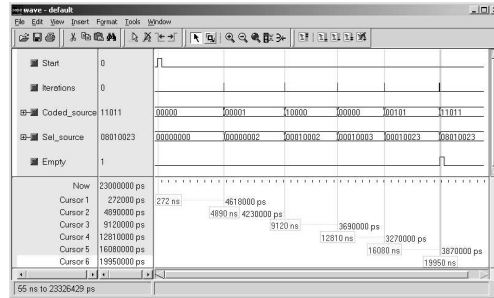 wave - default
File Edit View Insert Format Tools Window
Start 0
Iterations 0
Coded_source 11011 00000 00001 10000 00000 00101 11011
Sel_source 08010023 00000000 00000002 00010002 00010003 00010023 08010023
Empty 1
Now 23000000 ps
Cursor 1 272000 ps 272 ns 4618000 ps
Cursor 2 4890000 ps 4890 ns 4230000 ps
Cursor 3 9120000 ps 9120 ns 3690000 ps
Cursor 4 12810000 ps 12810 ns 3270000 ps
Cursor 5 16080000 ps 16080 ns 3870000 ps
Cursor 6 19950000 ps 19950 ns
55 ns to 23326429 ps